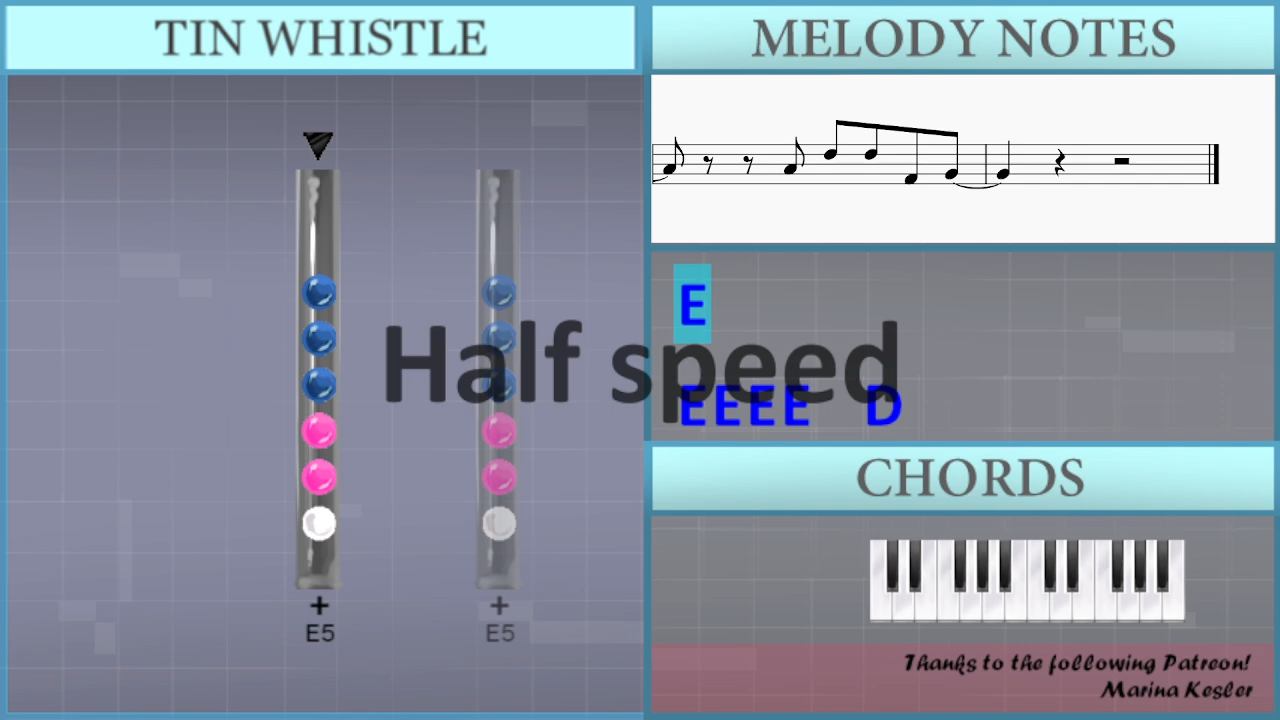 TIN WHISTLE
MELODY NOTES
E
Half speed
EEEE D
CHORDS
+ +
E5 E5
Thanks to the following Patreon!
Marina Kesler